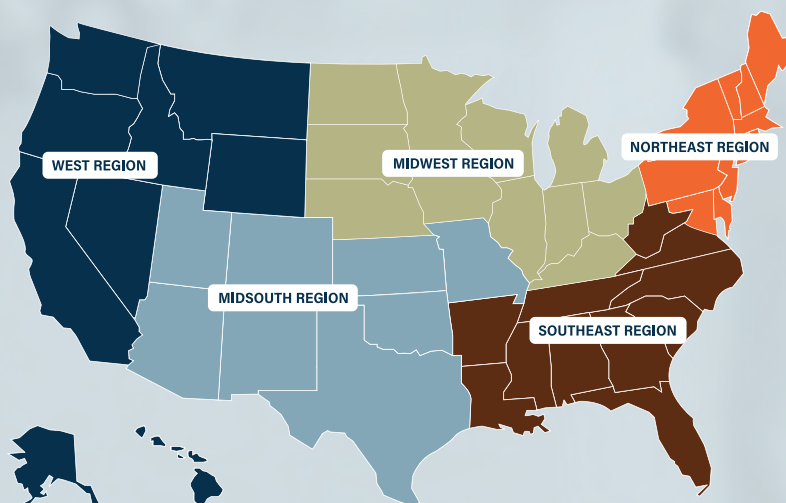 NORTHEAST REGION
WEST REGION
MIDWEST REGION
MIDSOUTH REGION
SOUTHEAST REGION